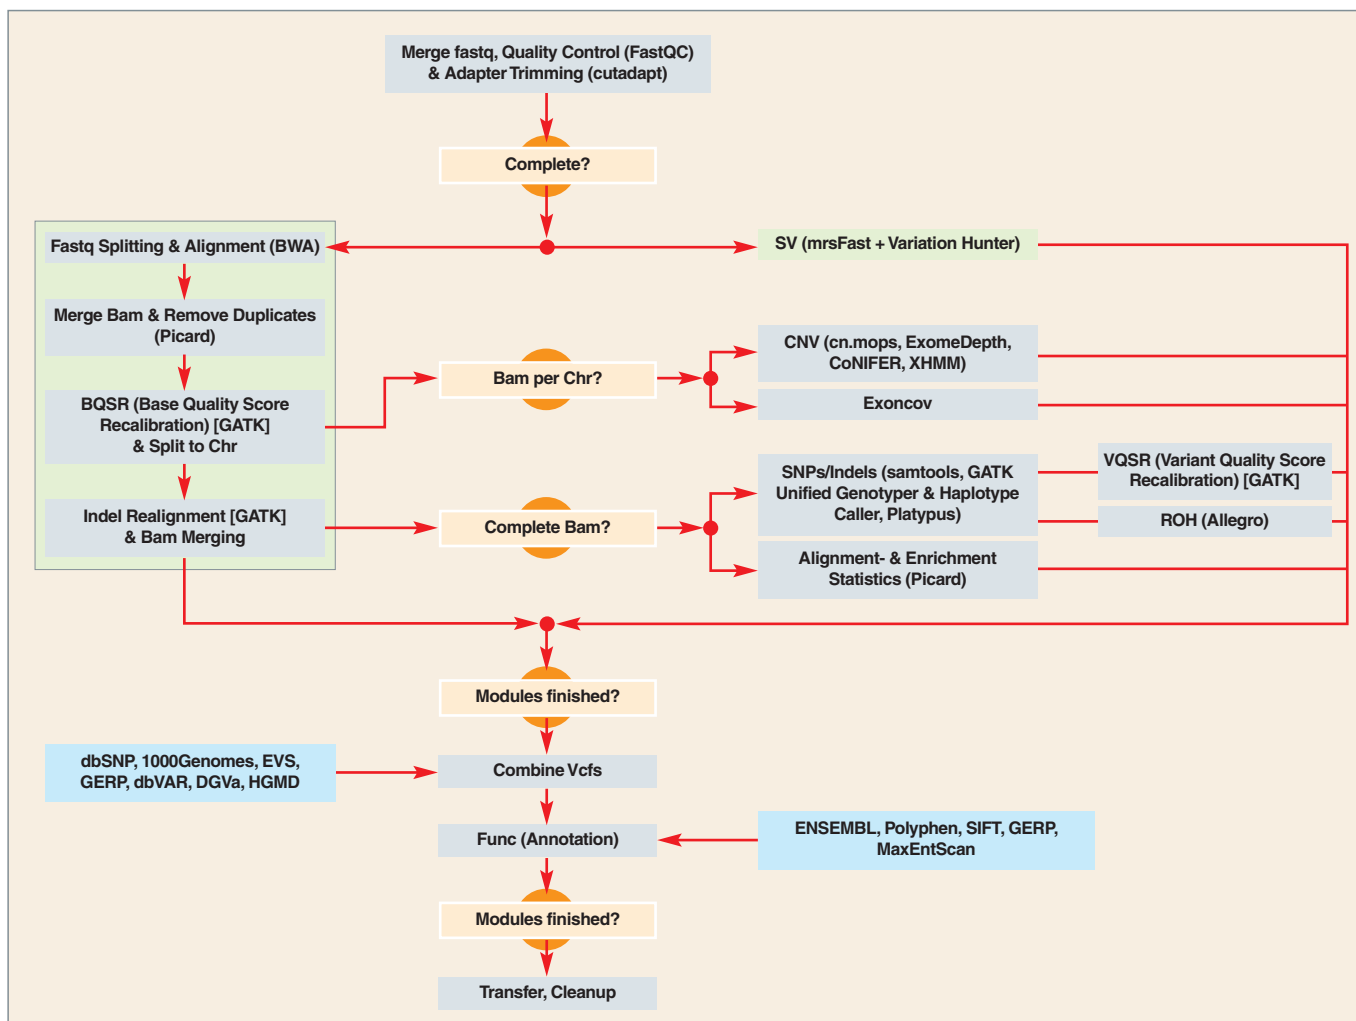 Merge fastq, Quality Control (FastQC)
& Adapter Trimming (cutadapt)
Complete?
Fastq Splitting & Alignment (BWA)
SV (mrsFast + Variation Hunter)
Merge Bam & Remove Duplicates
(Picard)
CNV (cn.mops, ExomeDepth,
CoNIFER, XHMM)
Bam per Chr?
BQSR (Base Quality Score
Recalibration) [GATK]
& Split to Chr
Exoncov
SNPs/Indels (samtools, GATK
Unified Genotyper & Haplotype
Caller, Platypus)
VQSR (Variant Quality Score
Recalibration) [GATK]
Indel Realignment [GATK]
& Bam Merging
Complete Bam?
ROH (Allegro)
Alignment- & Enrichment
Statistics (Picard)
Modules finished?
dbSNP, 1000Genomes, EVS,
GERP, dbVAR, DGVa, HGMD
Combine Vcfs
Func (Annotation)
ENSEMBL, Polyphen, SIFT, GERP,
MaxEntScan
Modules finished?
Transfer, Cleanup